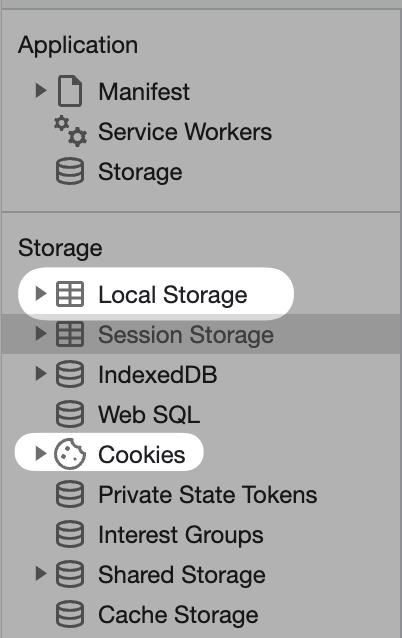 Application
Manifest
Service Workers
Storage
Storage
Local Storage
Session Storage
IndexedDB
Web SQL
Cookies
Private State Tokens
Interest Groups
Shared Storage
Cache Storage